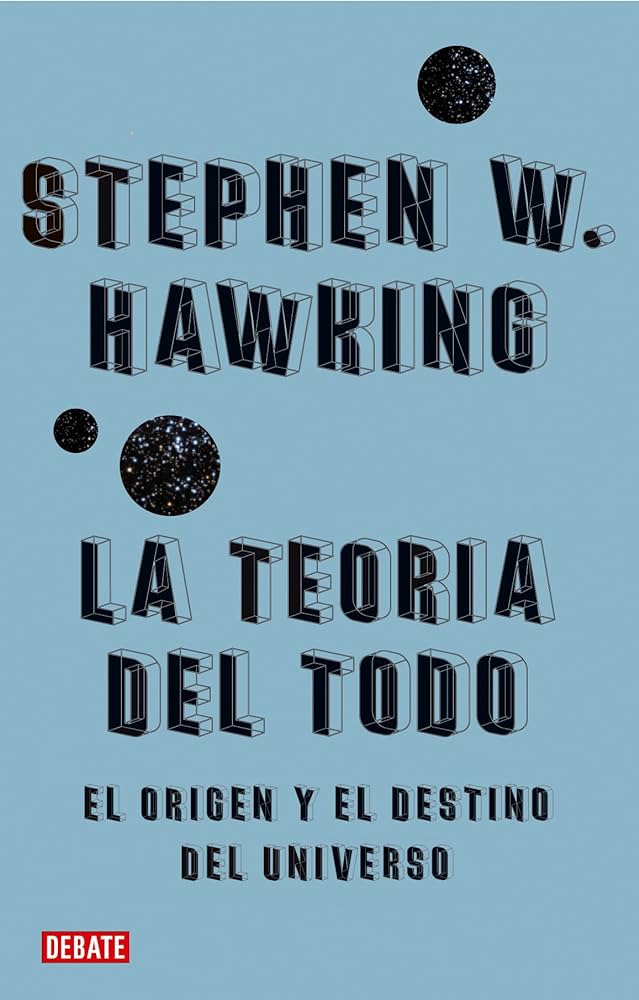 STEPHEN W.
HAWKING
LA TEORIA
DEL TODO
EL ORIGEN Y EL DESTINO
DEL UNIVERSO
DEBATE